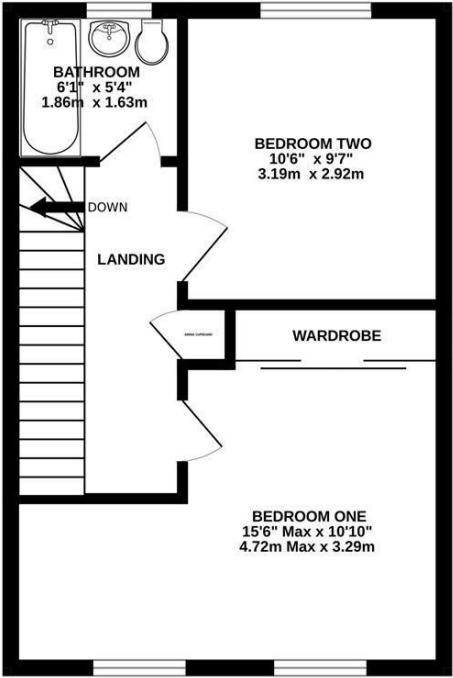 BATHROOM
6'1" x 5'4"
1.86m x 1.63m
BEDROOM TWO
10'6" x 9'7"
3.19m x 2.92m
DOWN
LANDING
WARDROBE
BEDROOM ONE
15'6" Max x 10'10"
4.72m Max x 3.29m